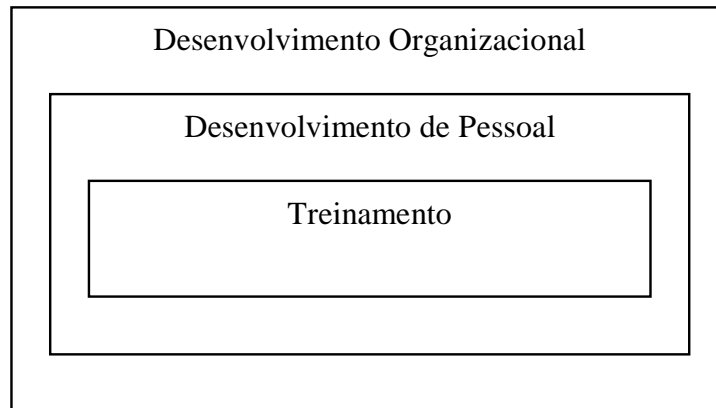 Desenvolvimento Organizacional
Desenvolvimento de Pessoal
Treinamento